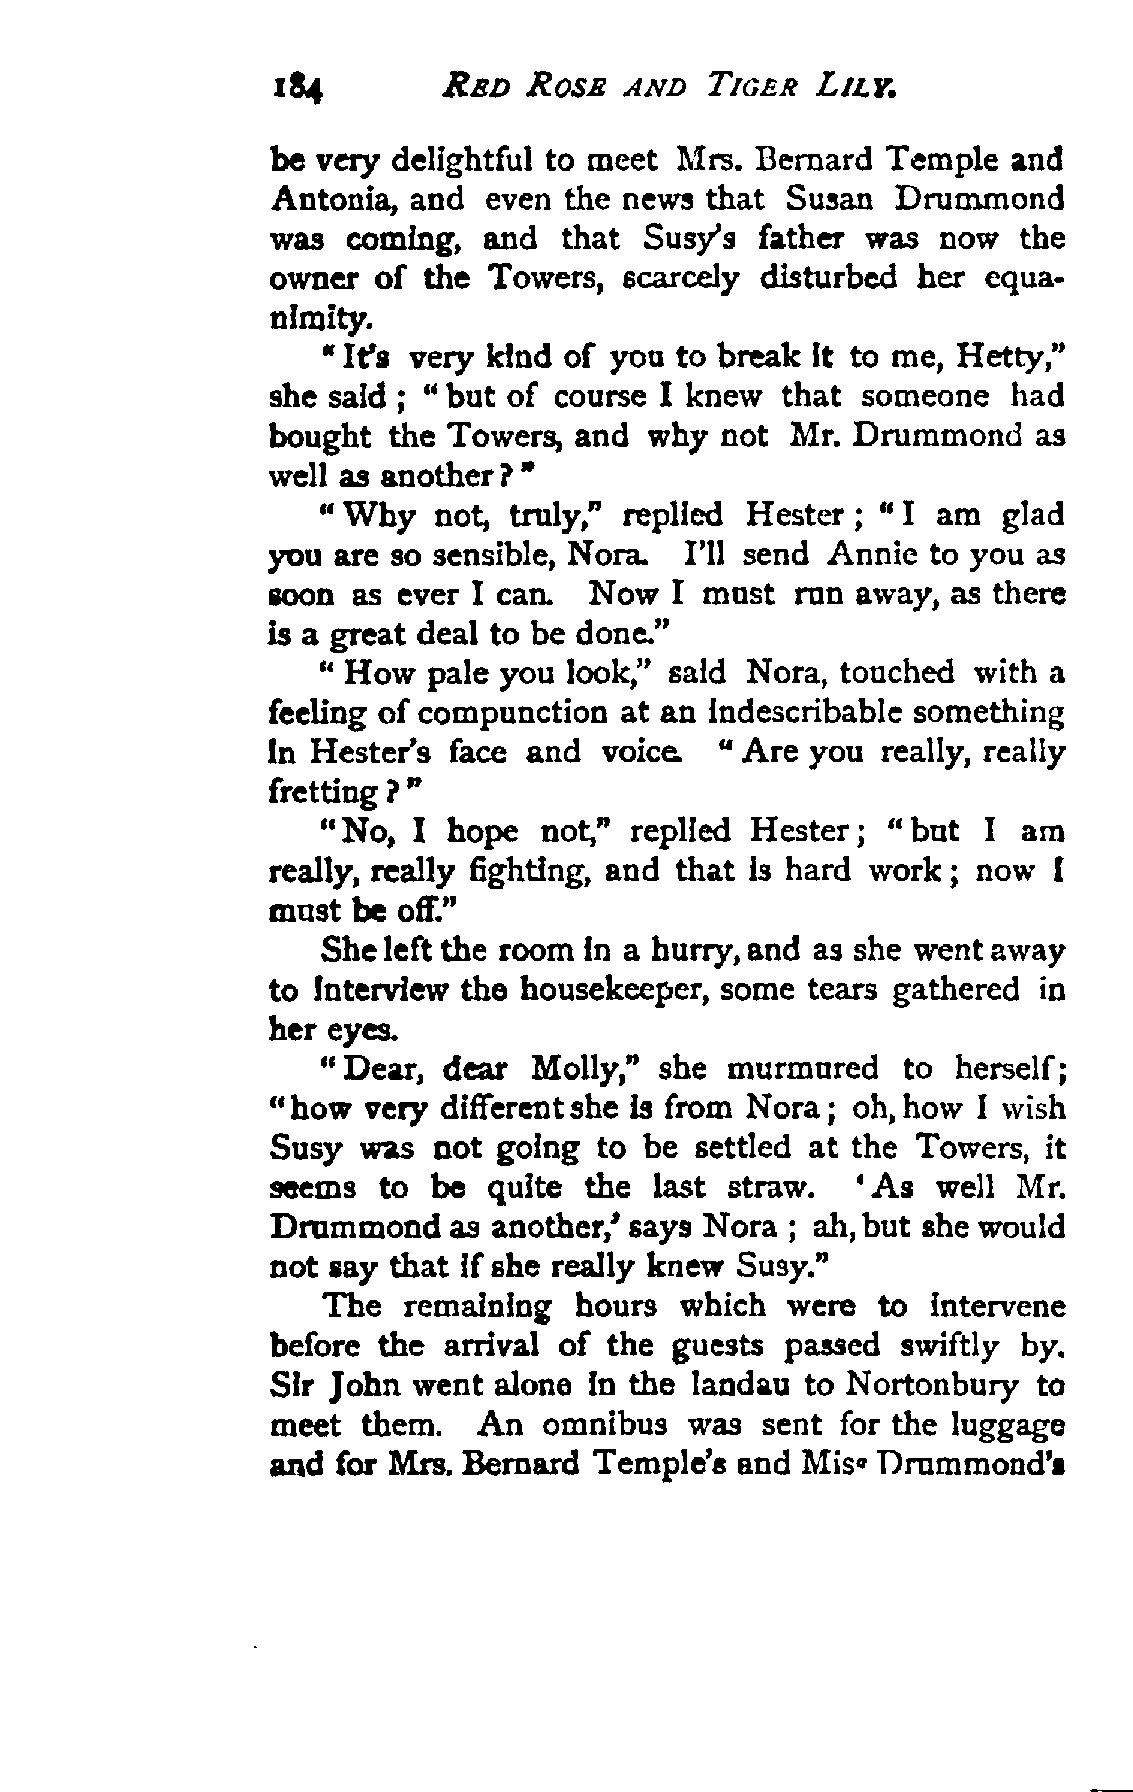 184 RED ROSE AND TIGER LILY.
be very delightful to meet Mrs. Bernard Temple and
Antonia, and even the news that Susan Drummond
was coming, and that Susy's father was now the
owner of the Towers, scarcely disturbed her equa-
nimity.
"It's very kind of you to break it to me, Hetty,"
she said ; "but of course I knew that someone had
bought the Towers, and why not Mr. Drummond as
well as another ? "
"Why not, truly," replied Hester ; "I am glad
you are so sensible, Nora. I'll send Annie to you as
soon as ever I can. Now I must run away, as there
is a great deal to be done."
"How pale you look," said Nora, touched with a
feeling of compunction at an indescribable something
in Hester's face and voice. "Are you really, really
fretting ? "
"No, I hope not," replied Hester ; "but I am
really, really fighting, and that is hard work ; now I
must be off."
She left the room in a hurry, and as she went away
to interview the housekeeper, some tears gathered in
her eyes.
"Dear, dear Molly," she murmured to herself ;
"how very different she is from Nora ; oh, how I wish
Susy was not going to be settled at the Towers, it
seems to be quite the last straw. 'As well Mr.
Drummond as another,' says Nora ; ah, but she would
not say that if she really knew Susy."
The remaining hours which were to intervene
before the arrival of the guests passed swiftly by.
Sir John went alone in the landau to Nortonbury to
meet them. An omnibus was sent for the luggage
and for Mrs. Bernard Temple's and Miss Drummond's